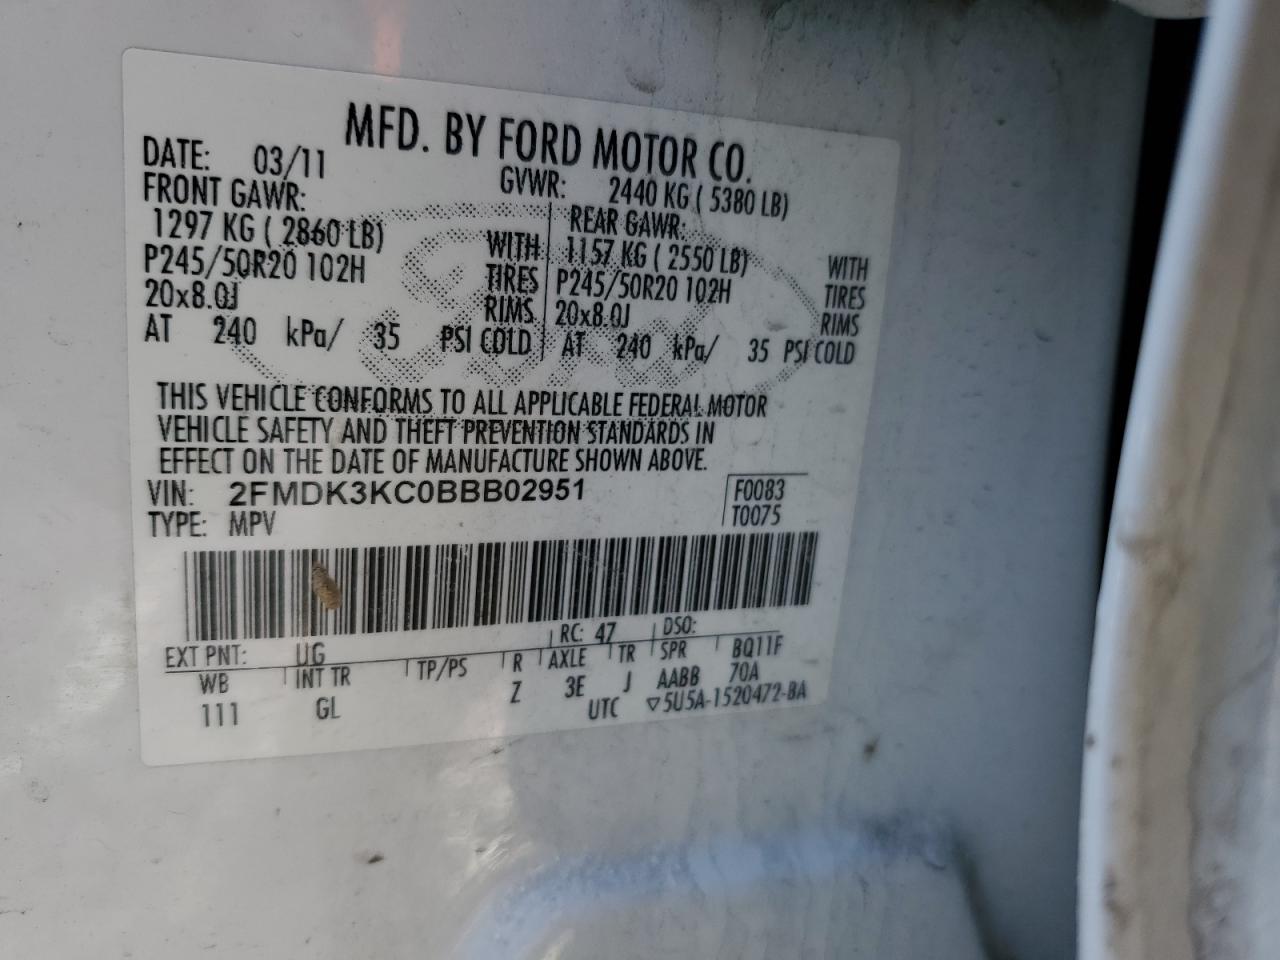 MFD. BY FORD MOTOR CO.
DATE: 03/11 GVWR: 2440 KG ( 5380 LB)
FRONT GAWR: REAR GAWR:
1297 KG ( 2860 LB) WITH 1157 KG ( 2550 LB) WITH
P245/50R20 102H TIRES P245/50R20 102H TIRES
20x8.0J RIMS 20x8.0J RIMS
AT 240 kPa/ 35 PSI COLD AT 240 kPa/ 35 PSI COLD
THIS VEHICLE CONFORMS TO ALL APPLICABLE FEDERAL MOTOR
VEHICLE SAFETY AND THEFT PREVENTION STANDARDS IN
EFFECT ON THE DATE OF MANUFACTURE SHOWN ABOVE.
VIN: 2FMDK3KC0BBB02951 F0083
TYPE: MPV T0075
EXT PNT: UG RC: 47 DSO:
WB INT TR TP/PS R AXLE TR SPR BQ11F
111 GL Z 3E J AABB 70A
UTC ▽5U5A-1520472-BA